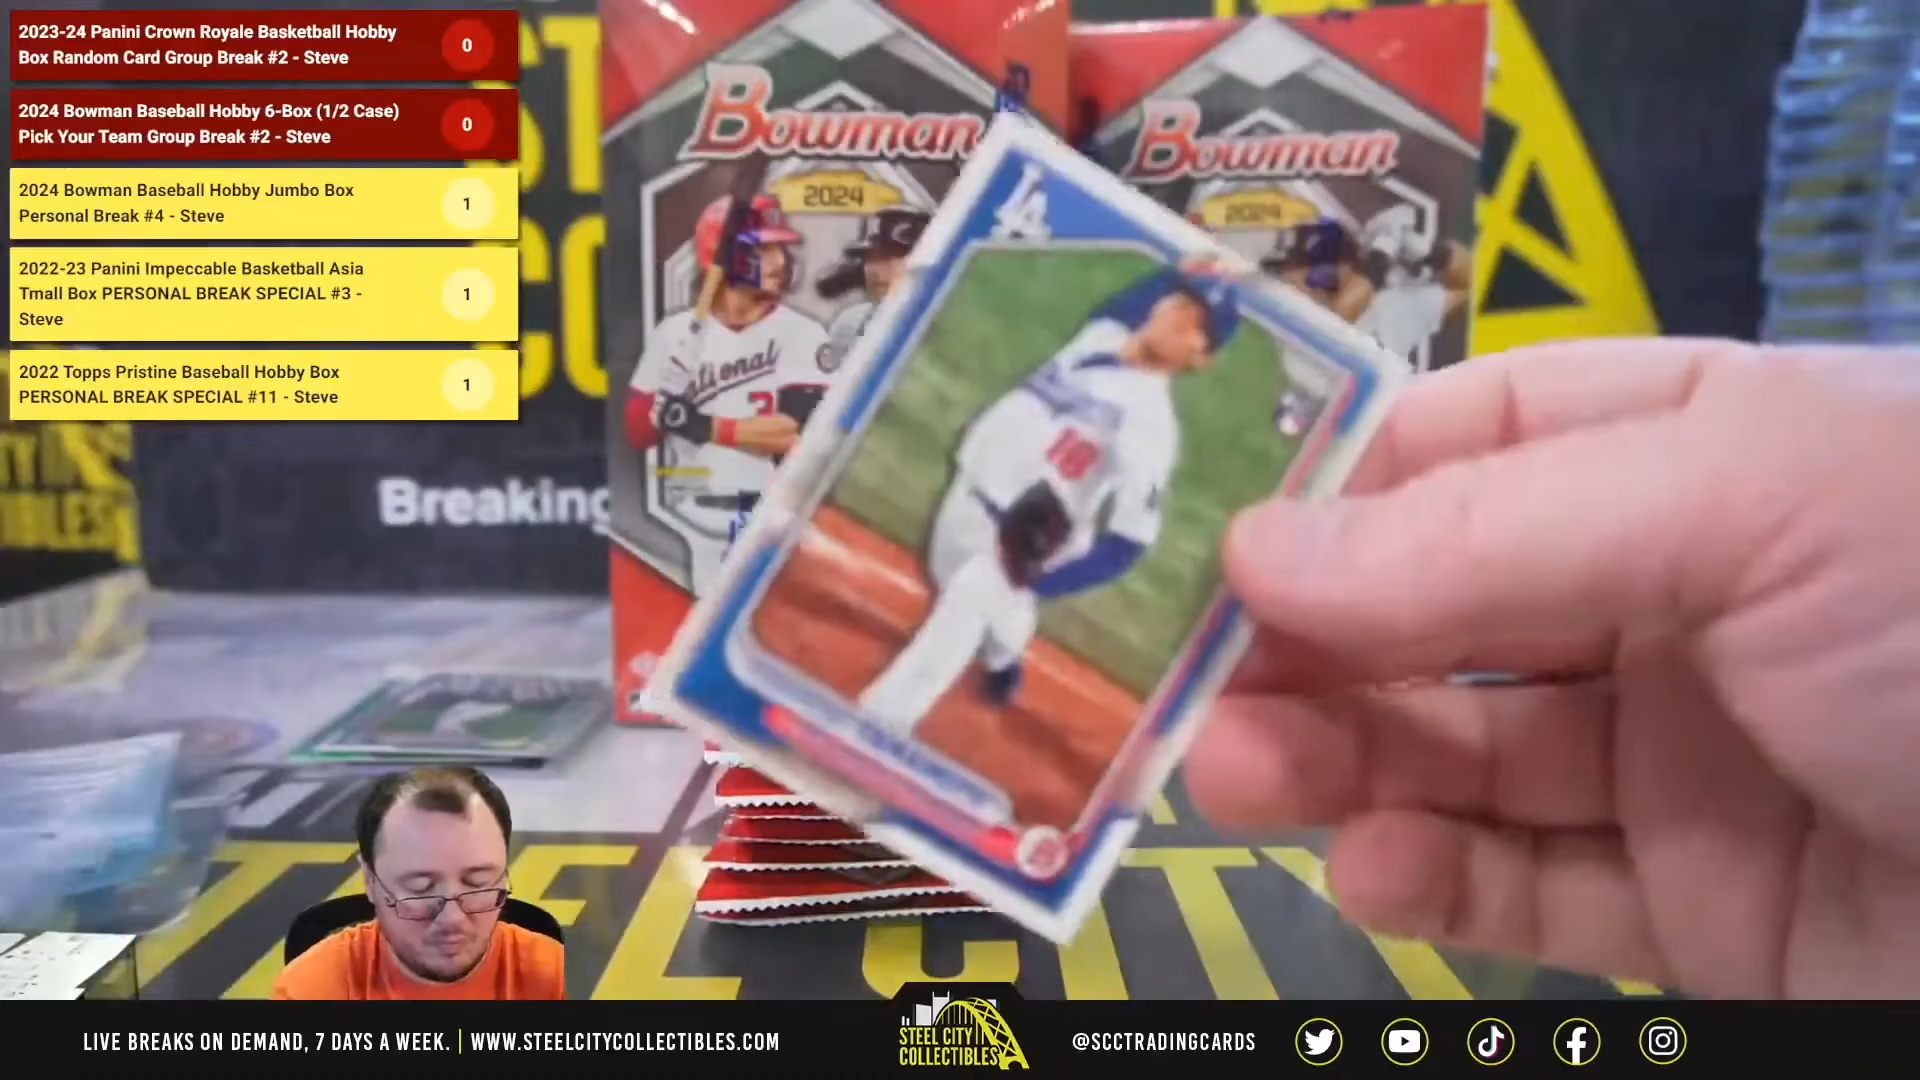 2023-24 Panini Crown Royale Basketball Hobby
Box Random Card Group Break #2 - Steve
0
2024 Bowman Baseball Hobby 6-Box (1/2 Case)
Pick Your Team Group Break #2 - Steve
0
2024 Bowman Baseball Hobby Jumbo Box
Personal Break #4 - Steve
1
2022-23 Panini Impeccable Basketball Asia
Tmall Box PERSONAL BREAK SPECIAL #3 -
Steve
1
2022 Topps Pristine Baseball Hobby Box
PERSONAL BREAK SPECIAL #11 - Steve
1
Bowman
2024
Bowman
2024
LA
18
Breaking
LIVE BREAKS ON DEMAND, 7 DAYS A WEEK. | WWW.STEELCITYCOLLECTIBLES.COM
STEEL CITY
COLLECTIBLES
@SCCTRADINGCARDS